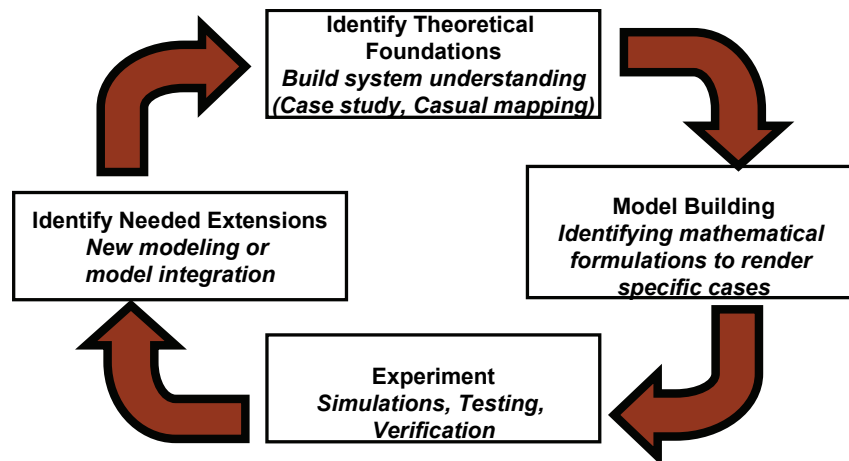 Identify Theoretical
Foundations
Build system understanding
(Case study, Casual mapping)
Model Building
Identifying mathematical
formulations to render
specific cases
Experiment
Simulations, Testing,
Verification
Identify Needed Extensions
New modeling or
model integration